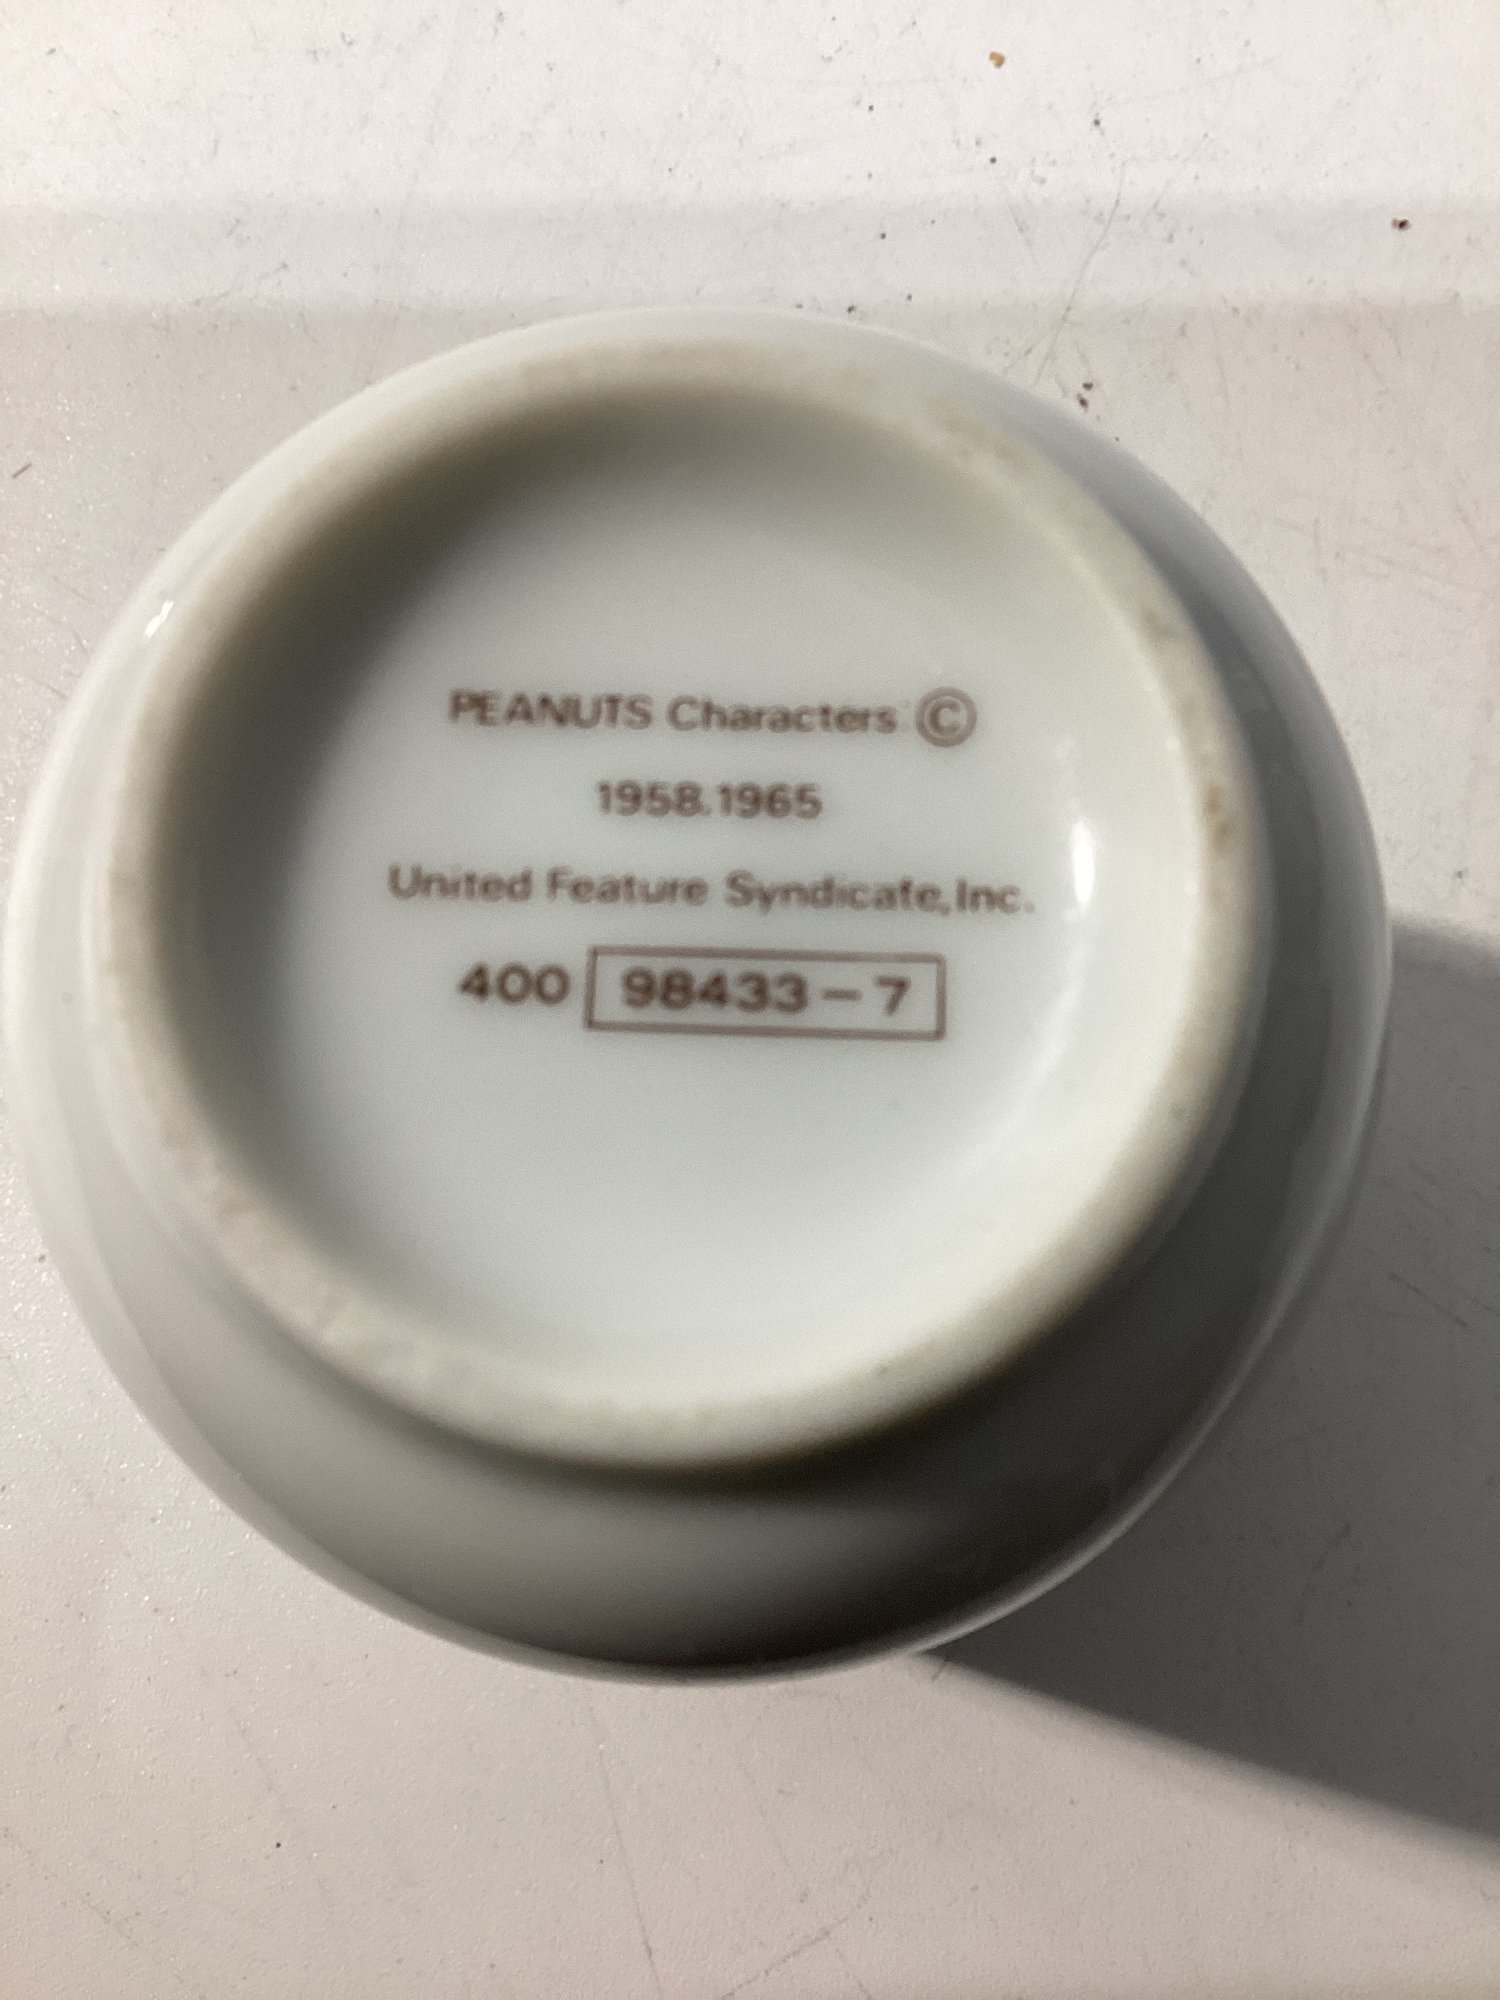 PEANUTS Characters ©
1958.1965
United Feature Syndicate,Inc.
400 98433-7